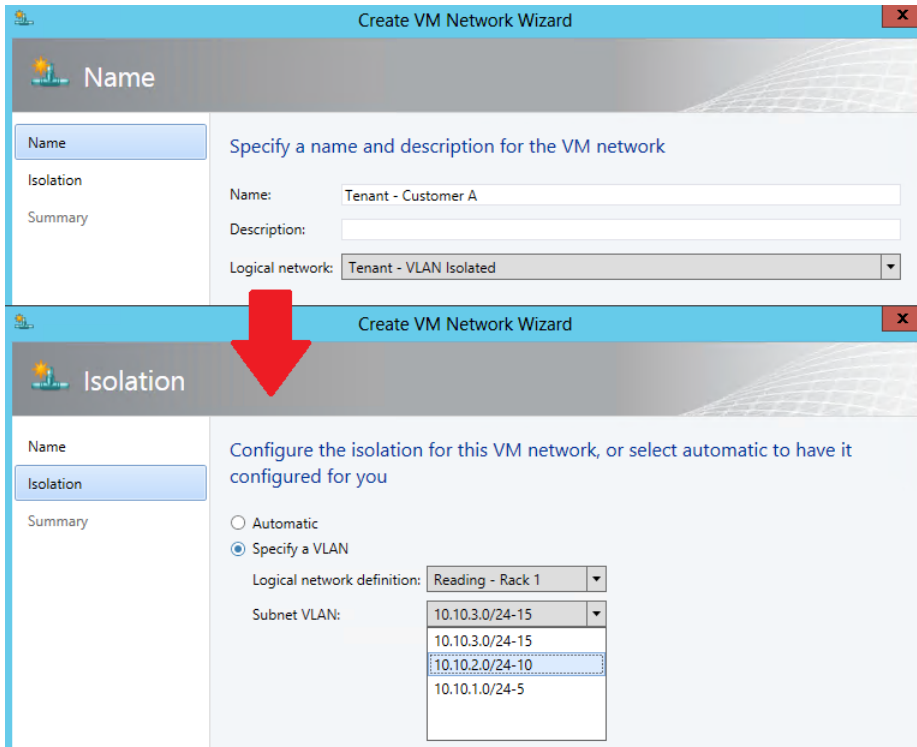 Create VM Network Wizard
x
Name
Name
Isolation
Summary
Specify a name and description for the VM network
Name: Tenant - Customer A
Description:
Logical network: Tenant - VLAN Isolated
Create VM Network Wizard
x
Isolation
Name
Isolation
Summary
Configure the isolation for this VM network, or select automatic to have it
configured for you
Automatic
Specify a VLAN
Logical network definition: Reading - Rack 1
Subnet VLAN: 10.10.3.0/24-15
10.10.3.0/24-15
10.10.2.0/24-10
10.10.1.0/24-5